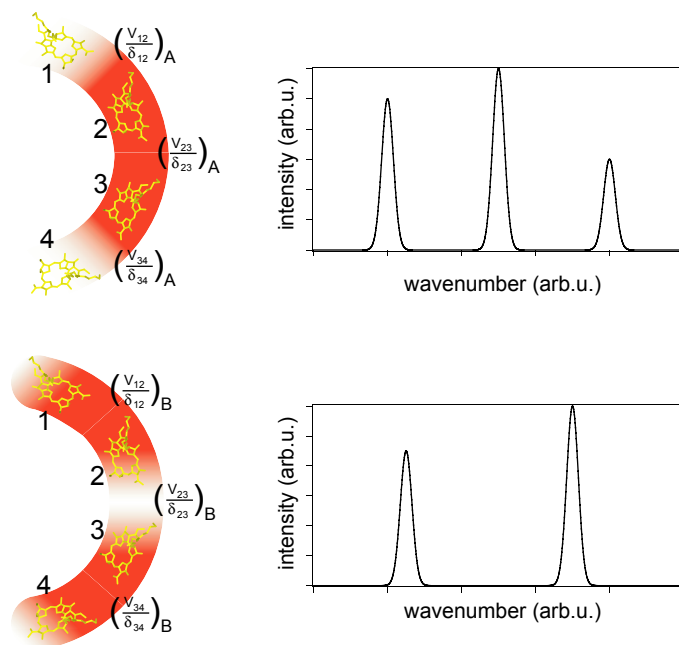 1
(V12/δ12)A
2
(V23/δ23)A
3
4
(V34/δ34)A
intensity (arb.u.)
wavenumber (arb.u.)
1
(V12/δ12)B
2
(V23/δ23)B
3
4
(V34/δ34)B
intensity (arb.u.)
wavenumber (arb.u.)